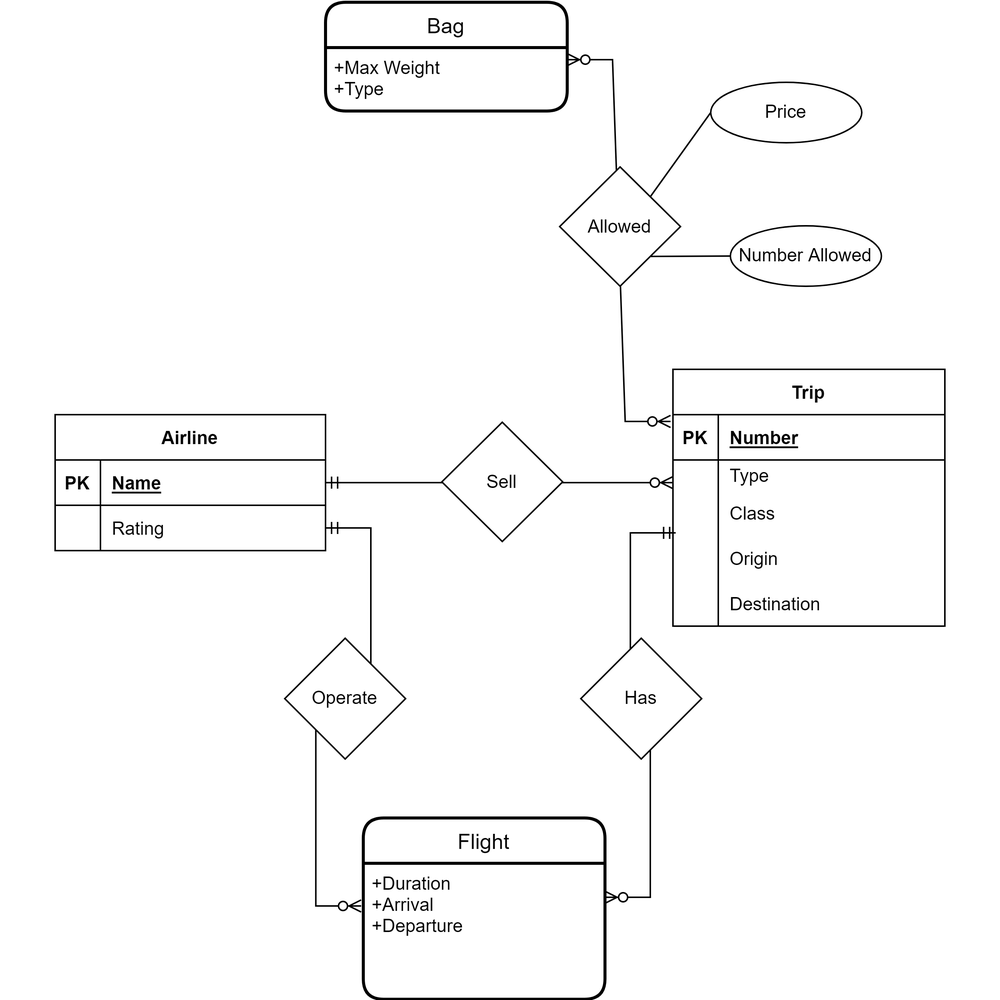 Bag
+Max Weight
+Type
Price
Allowed
Number Allowed
Trip
PK Number
Type
Class
Origin
Destination
Airline
PK Name
Rating
Sell
Operate
Has
Flight
+Duration
+Arrival
+Departure